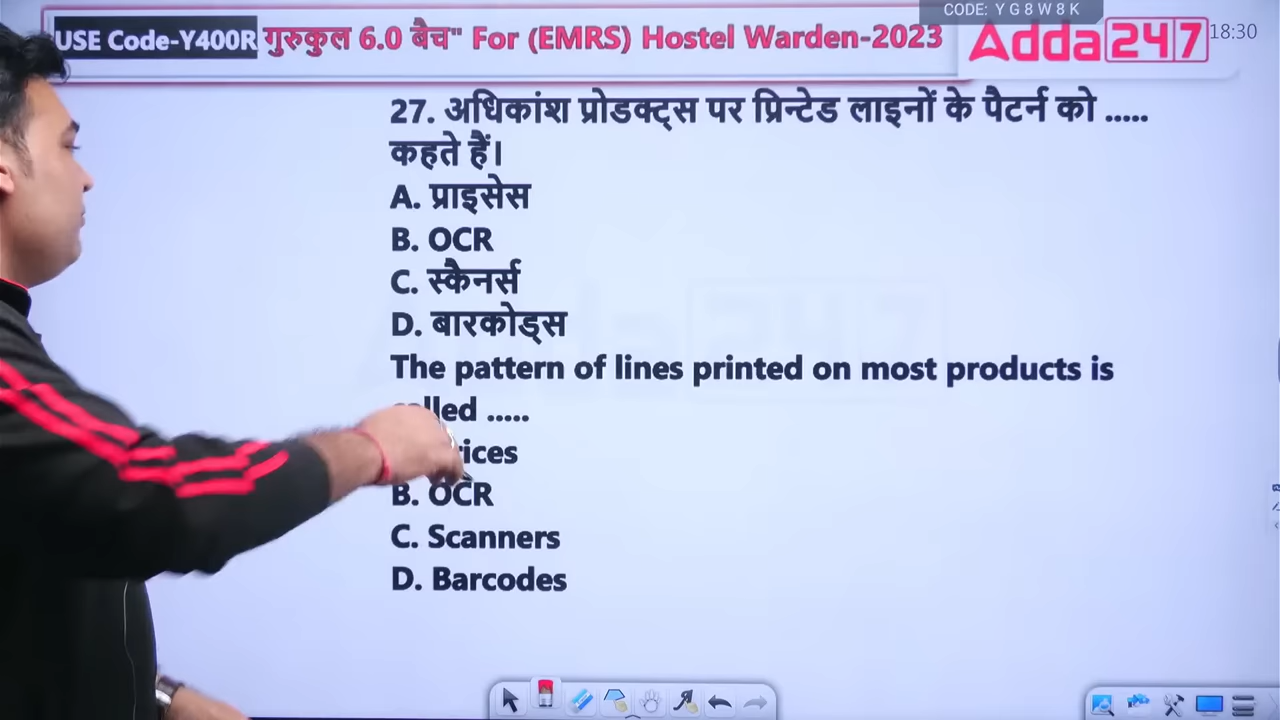 CODE: Y G 8 W 8 K
USE Code-Y400R गुरुकुल 6.0 बैच" For (EMRS) Hostel Warden-2023
Adda247
18:30
27. अधिकांश प्रोडक्ट्स पर प्रिन्टेड लाइनों के पैटर्न को .....
कहते हैं।
A. प्राइसेस
B. OCR
C. स्कैनर्स
D. बारकोड्स
The pattern of lines printed on most products is
.....
B. OCR
C. Scanners
D. Barcodes